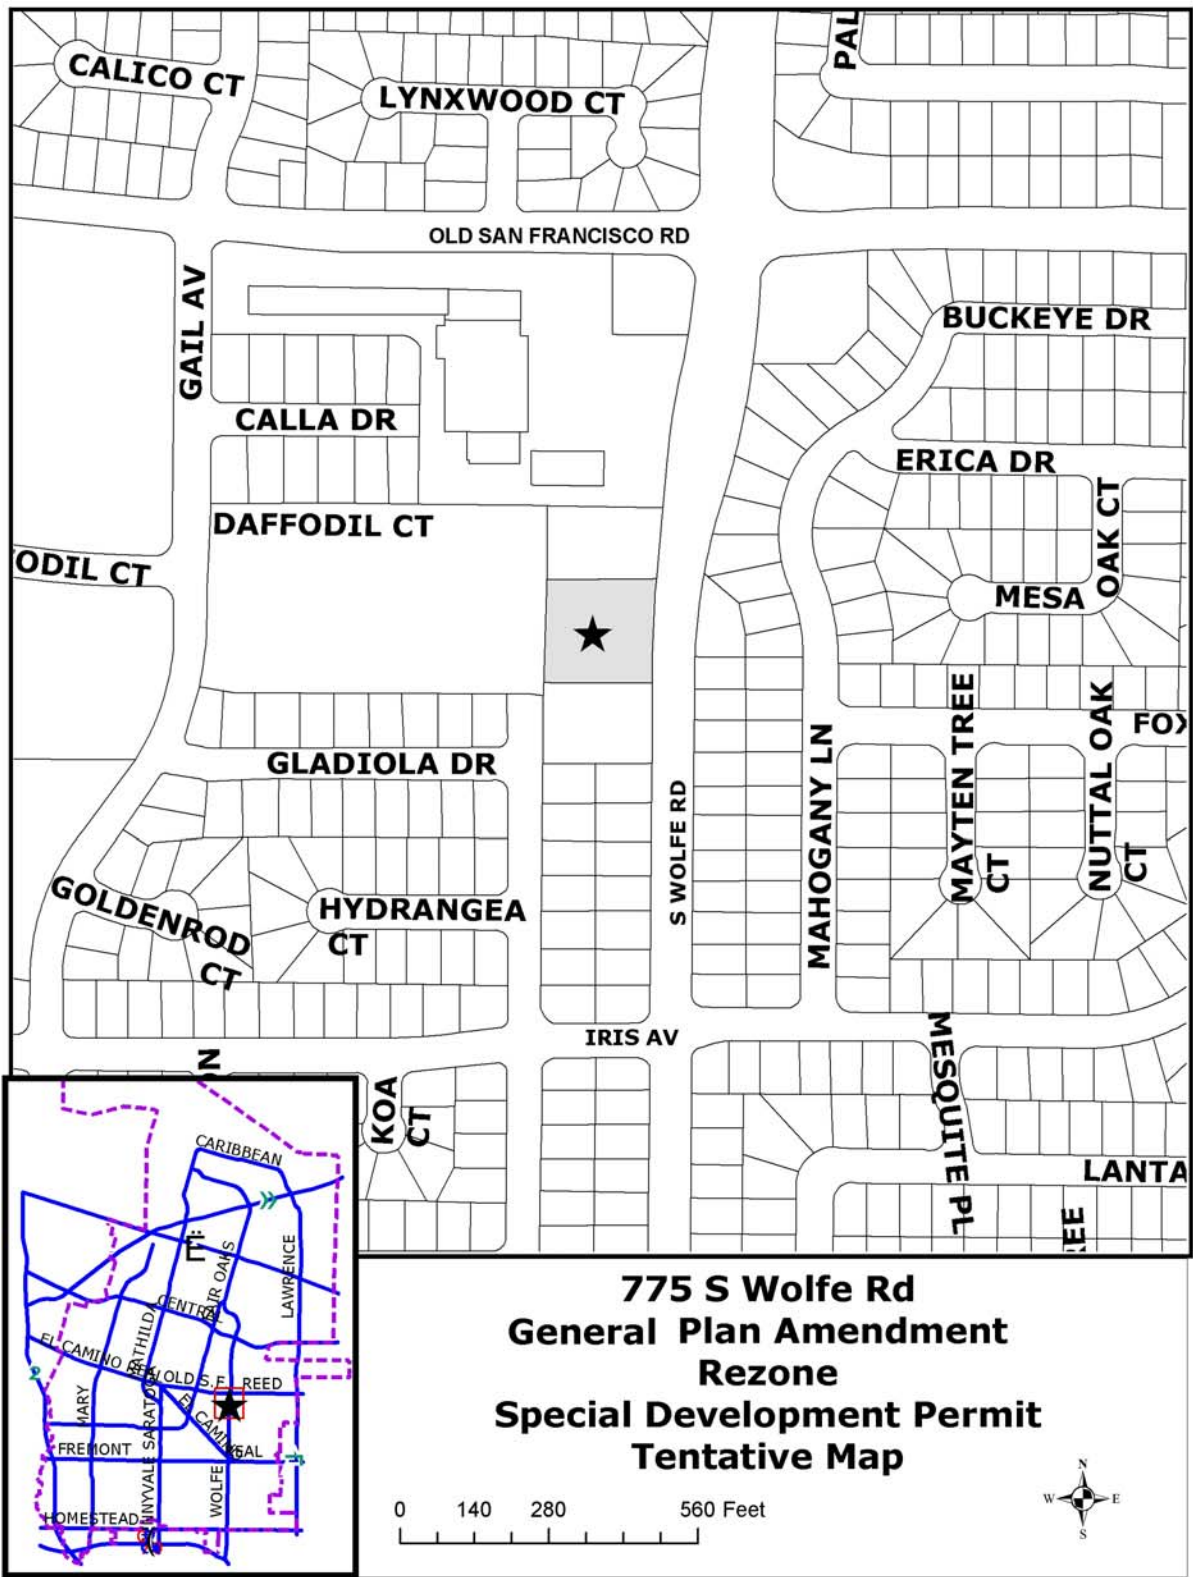 PAL
CALICO CT
LYNXWOOD CT
OLD SAN FRANCISCO RD
GAIL AV
BUCKEYE DR
CALLA DR
ERICA DR
DAFFODIL CT
OAK CT
ODIL CT
MESA
MAYTEN TREE
CT
NUTTAL OAK
CT
FOX
GLADIOLA DR
MAHOGANY LN
S WOLFE RD
GOLDENROD
CT
HYDRANGEA
CT
IRIS AV
MESQUITE PL
KOA
CT
LANTA
EE
CARIBBEAN
LAWRENCE
CENTRAL
EL CAMINO REAL
OLD S.F.
REED
MARY
EL CAMINO
REAL
FREMONT
WOLFE
HOMESTEAD
775 S Wolfe Rd
General Plan Amendment
Rezone
Special Development Permit
Tentative Map
0 140 280 560 Feet
N
W E
S